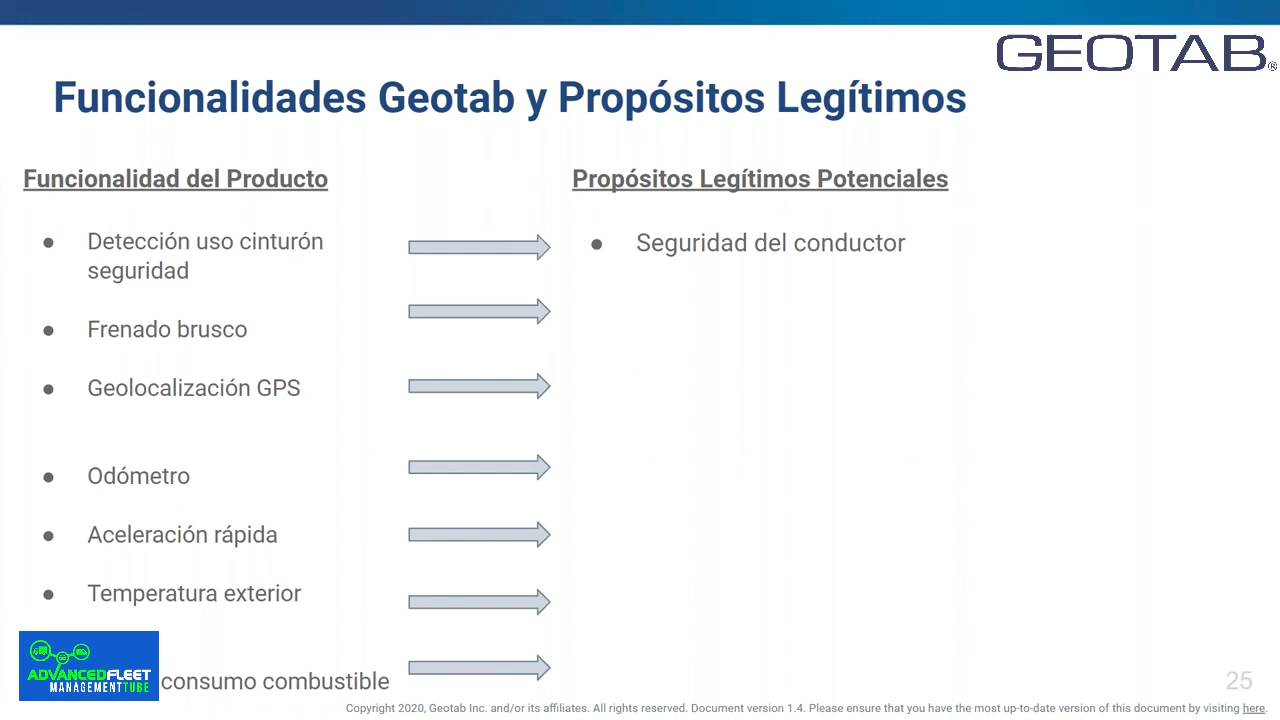 GEOTAB®
Funcionalidades Geotab y Propósitos Legítimos
Funcionalidad del Producto
Propósitos Legítimos Potenciales
● Detección uso cinturón
seguridad
● Seguridad del conductor
● Frenado brusco
● Geolocalización GPS
● Odómetro
● Aceleración rápida
● Temperatura exterior
ADVANCEDFLEET
MANAGEMENTTUBE
consumo combustible
25
Copyright 2020, Geotab Inc. and/or its affiliates. All rights reserved. Document version 1.4. Please ensure that you have the most up-to-date version of this document by visiting here.